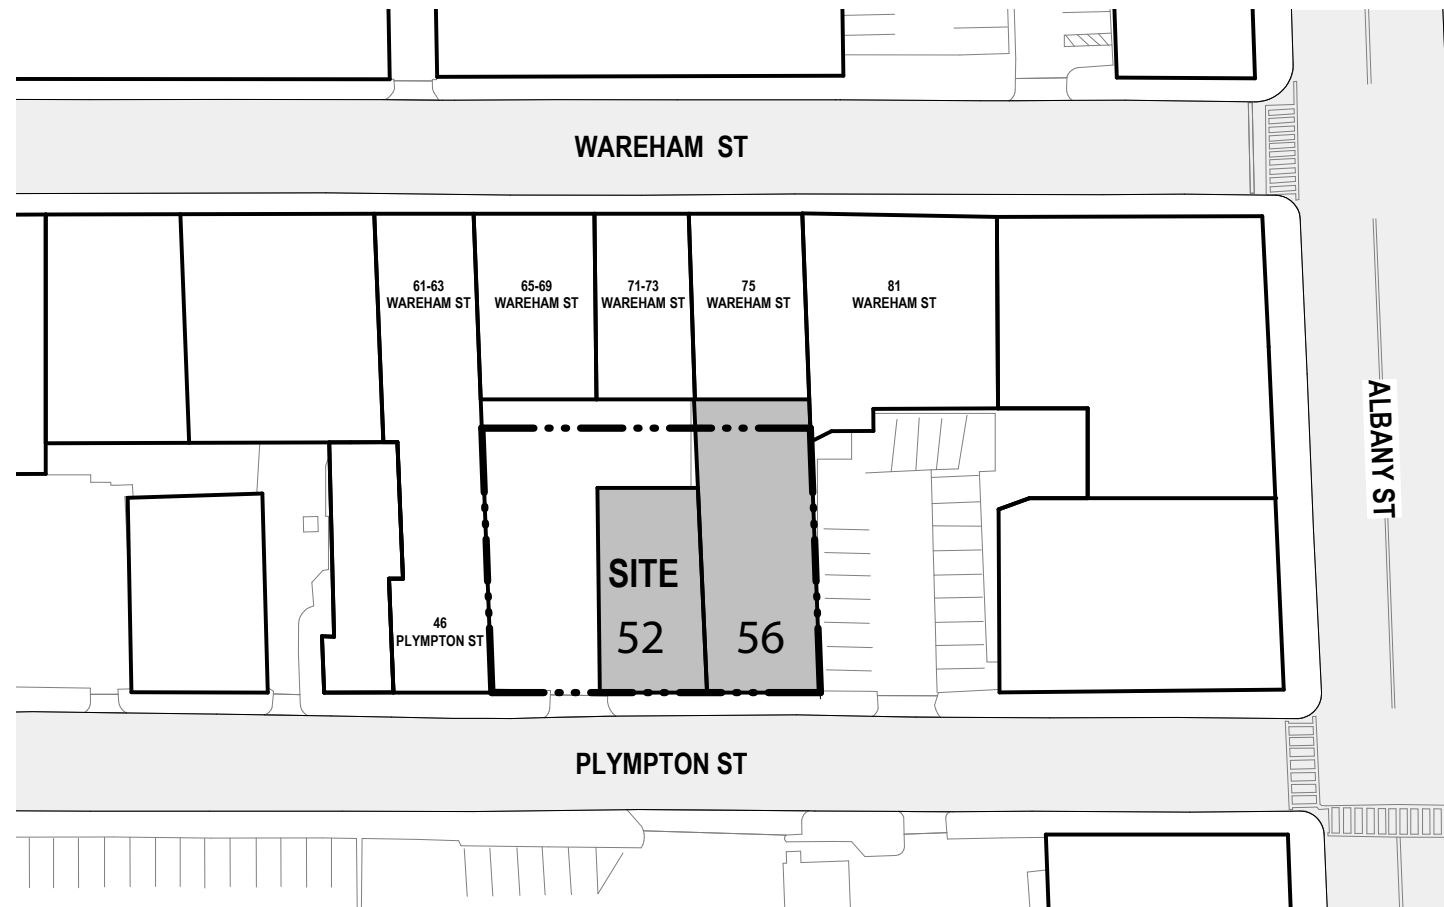 WAREHAM ST
61-63
WAREHAM ST
65-69
WAREHAM ST
71-73
WAREHAM ST
75
WAREHAM ST
81
WAREHAM ST
ALBANY ST
SITE
52
56
46
PLYMPTON ST
PLYMPTON ST